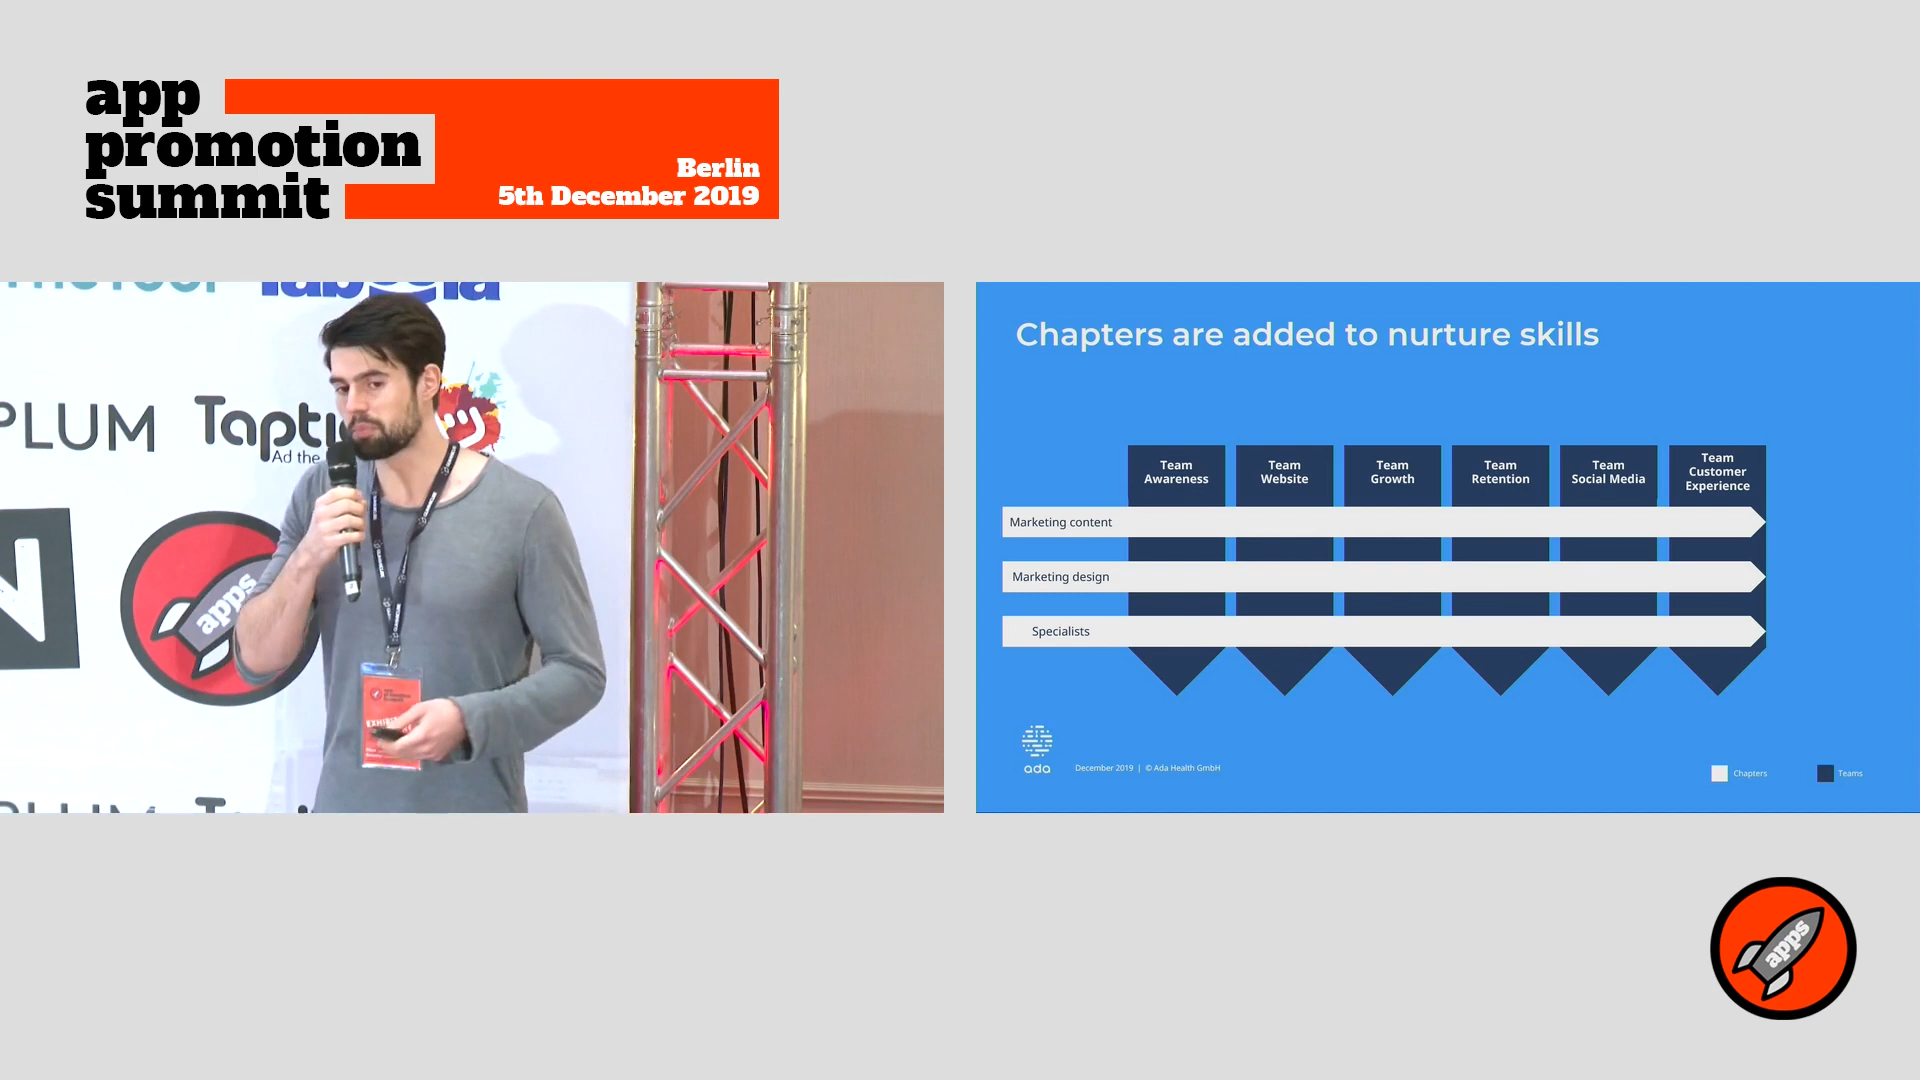 app
promotion
summit
Berlin
5th December 2019
PLUM
Ad the
apps
Chapters are added to nurture skills
Team
Awareness
Team
Website
Team
Growth
Team
Retention
Team
Social Media
Team
Customer
Experience
Marketing content
Marketing design
Specialists
ada
December 2019 | © Ada Health GmbH
Chapters
Teams
apps